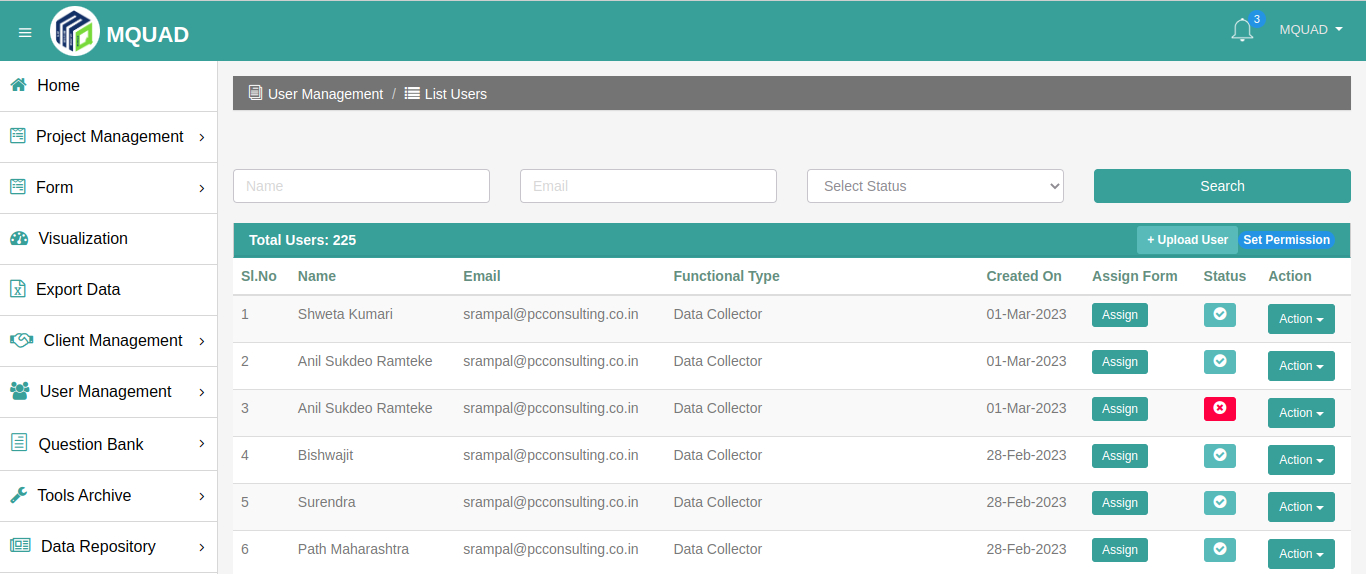 MQUAD
3
MQUAD
Home
Project Management
Form
Visualization
Export Data
Client Management
User Management
Question Bank
Tools Archive
Data Repository
User Management / List Users
Name Email Select Status Search
Total Users: 225 + Upload User Set Permission
Sl.No Name Email Functional Type Created On Assign Form Status Action
1 Shweta Kumari srampal@pcconsulting.co.in Data Collector 01-Mar-2023 Assign Action
2 Anil Sukdeo Ramteke srampal@pcconsulting.co.in Data Collector 01-Mar-2023 Assign Action
3 Anil Sukdeo Ramteke srampal@pcconsulting.co.in Data Collector 01-Mar-2023 Assign Action
4 Bishwajit srampal@pcconsulting.co.in Data Collector 28-Feb-2023 Assign Action
5 Surendra srampal@pcconsulting.co.in Data Collector 28-Feb-2023 Assign Action
6 Path Maharashtra srampal@pcconsulting.co.in Data Collector 28-Feb-2023 Assign Action